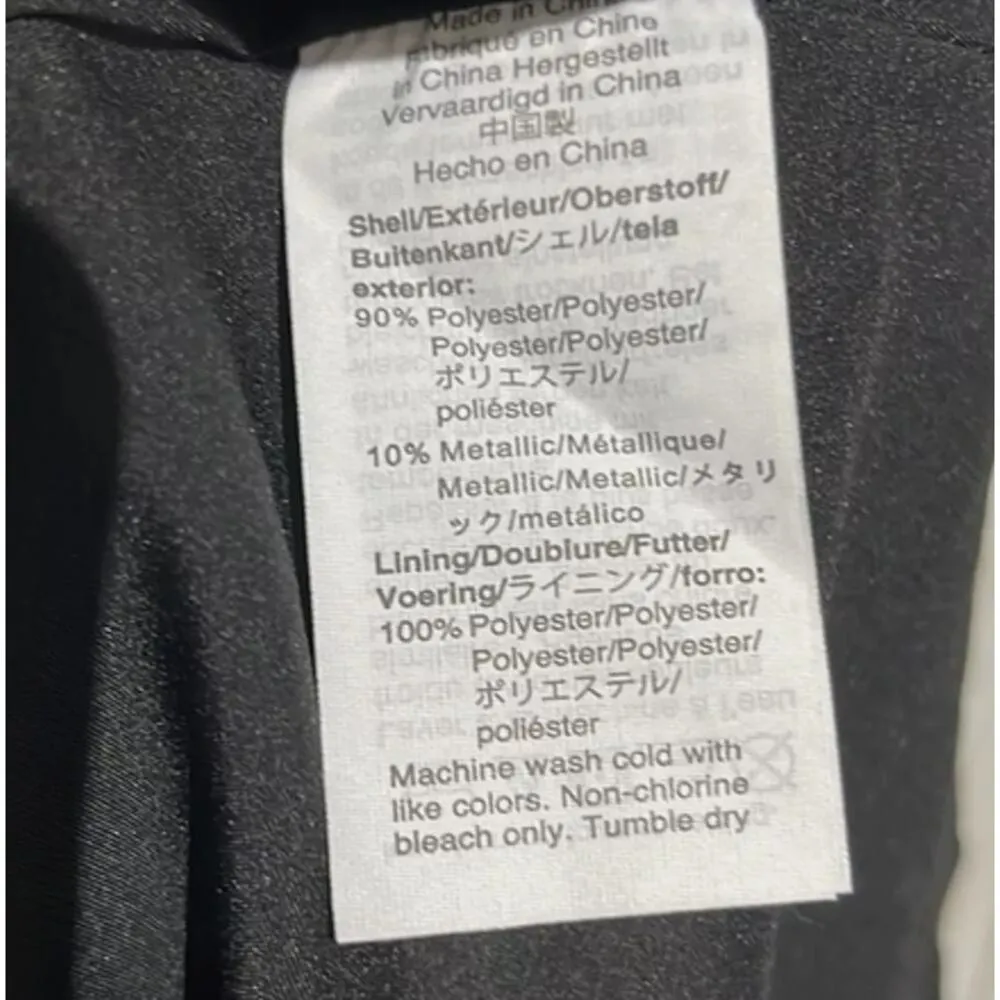 Made in China
Fabriqué en Chine
in China Hergestellt
Vervaardigd in China
中国製
Hecho en China
Shell/Extérieur/Oberstoff/
Buitenkant/シェル/tela
exterior:
90% Polyester/Polyester/
Polyester/Polyester/
ポリエステル/
poliéster
10% Metallic/Métallique/
Metallic/Metallic/メタリ
ック/metálico
Lining/Doublure/Futter/
Voering/ライニング/forro:
100% Polyester/Polyester/
Polyester/Polyester/
ポリエステル/
poliéster
Machine wash cold with
like colors. Non-chlorine
bleach only. Tumble dry